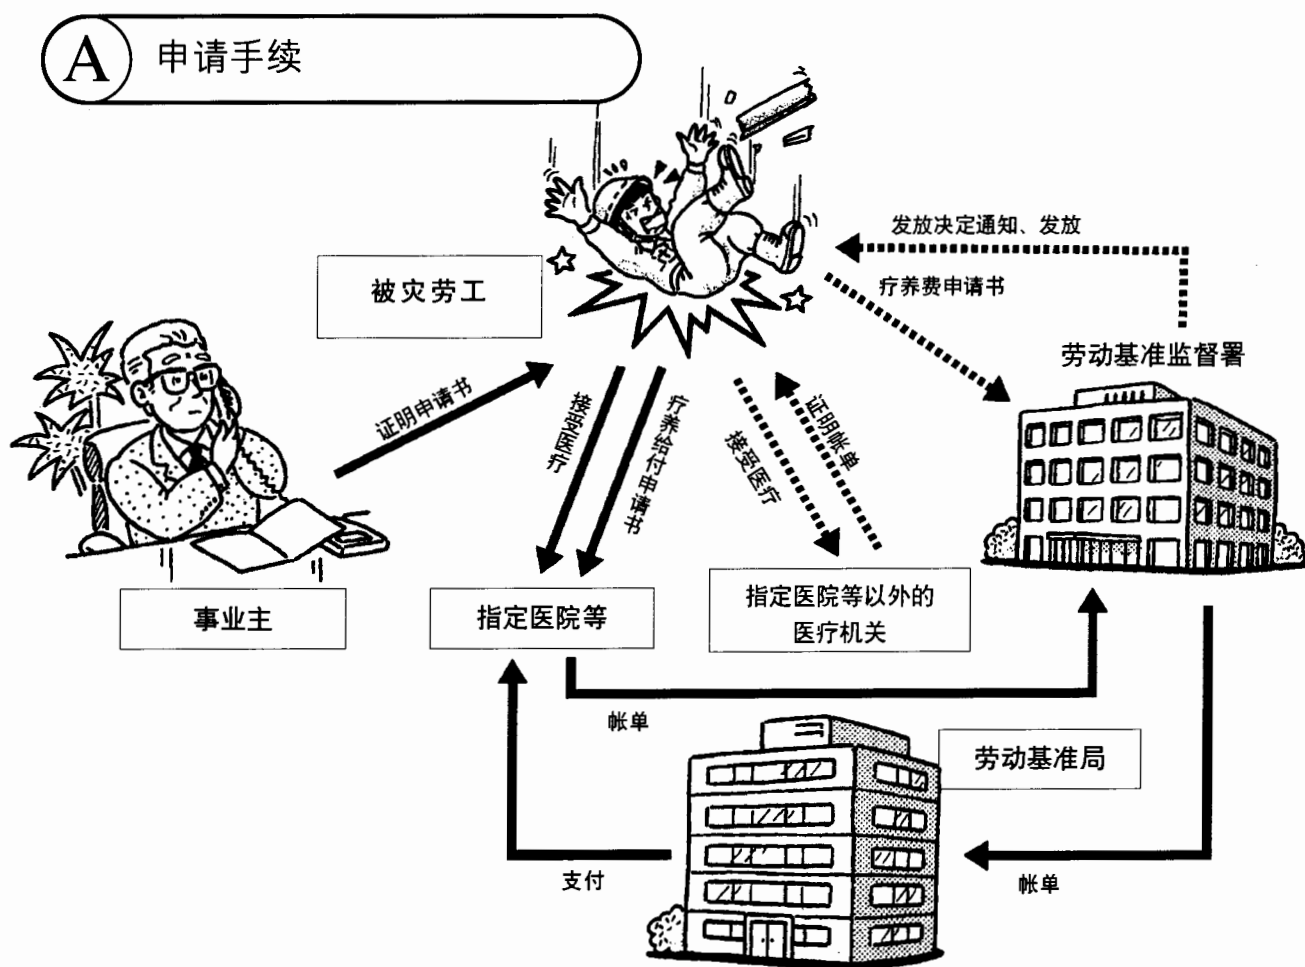 A 申请手续
发放决定通知、发放
疗养费申请书
被灾劳工
劳动基准监督署
证明申请书
接受医疗
疗养给付申请书
接受医疗
证明帐单
事业主
指定医院等
指定医院等以外的
医疗机关
帐单
劳动基准局
支付
帐单